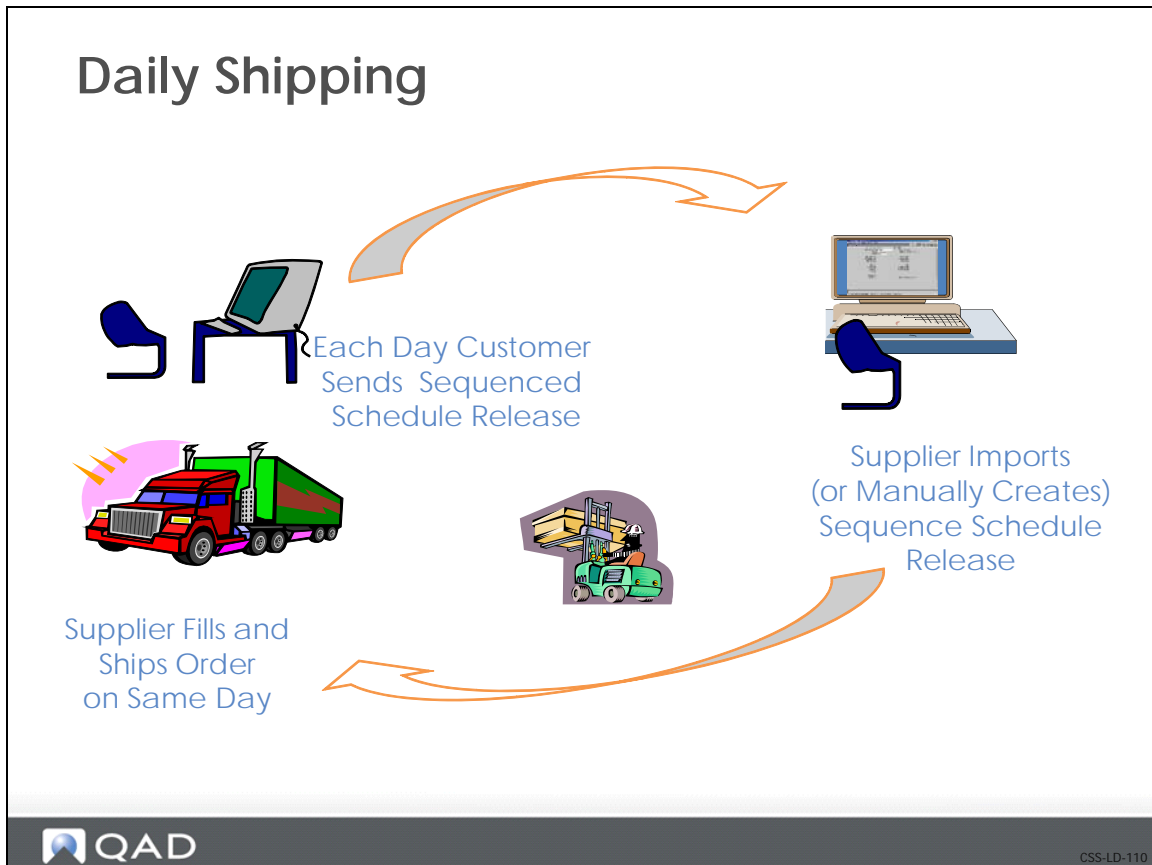 Daily Shipping
Each Day Customer
Sends Sequenced
Schedule Release
Supplier Imports
(or Manually Creates)
Sequence Schedule
Release
Supplier Fills and
Ships Order
on Same Day
QAD
CSS-LD-110